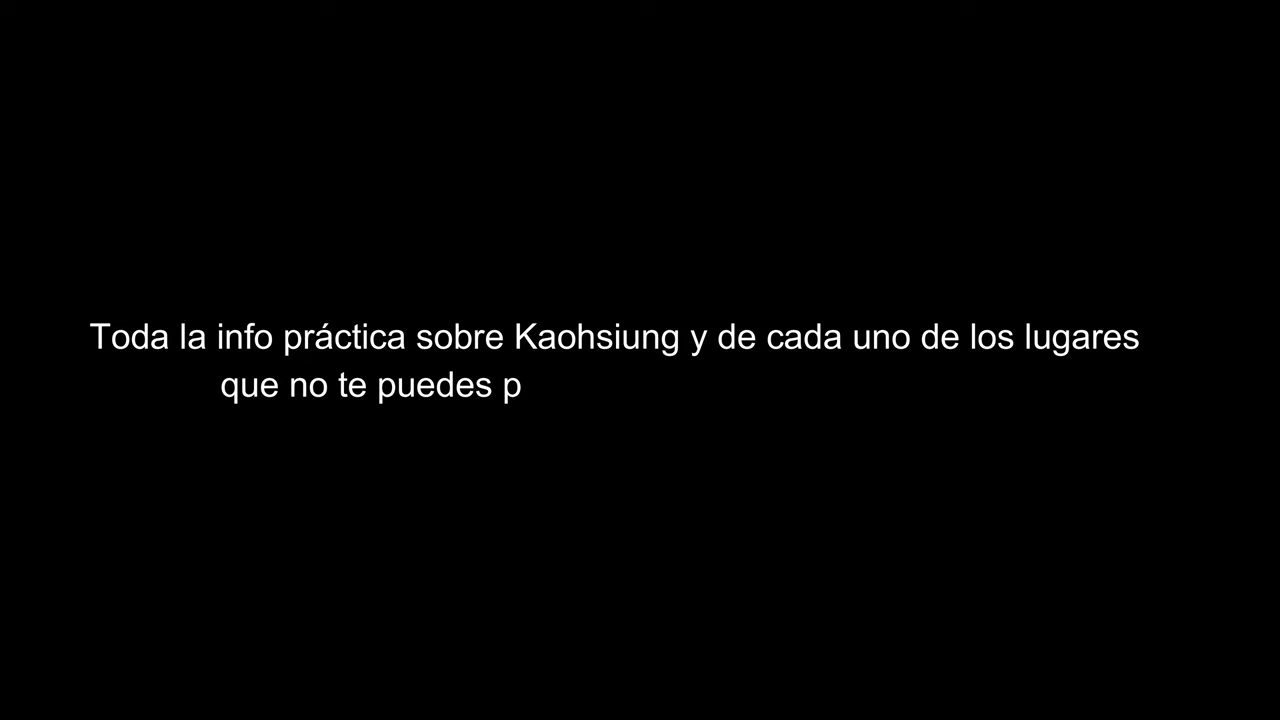 Toda la info práctica sobre Kaohsiung y de cada uno de los lugares
que no te puedes p